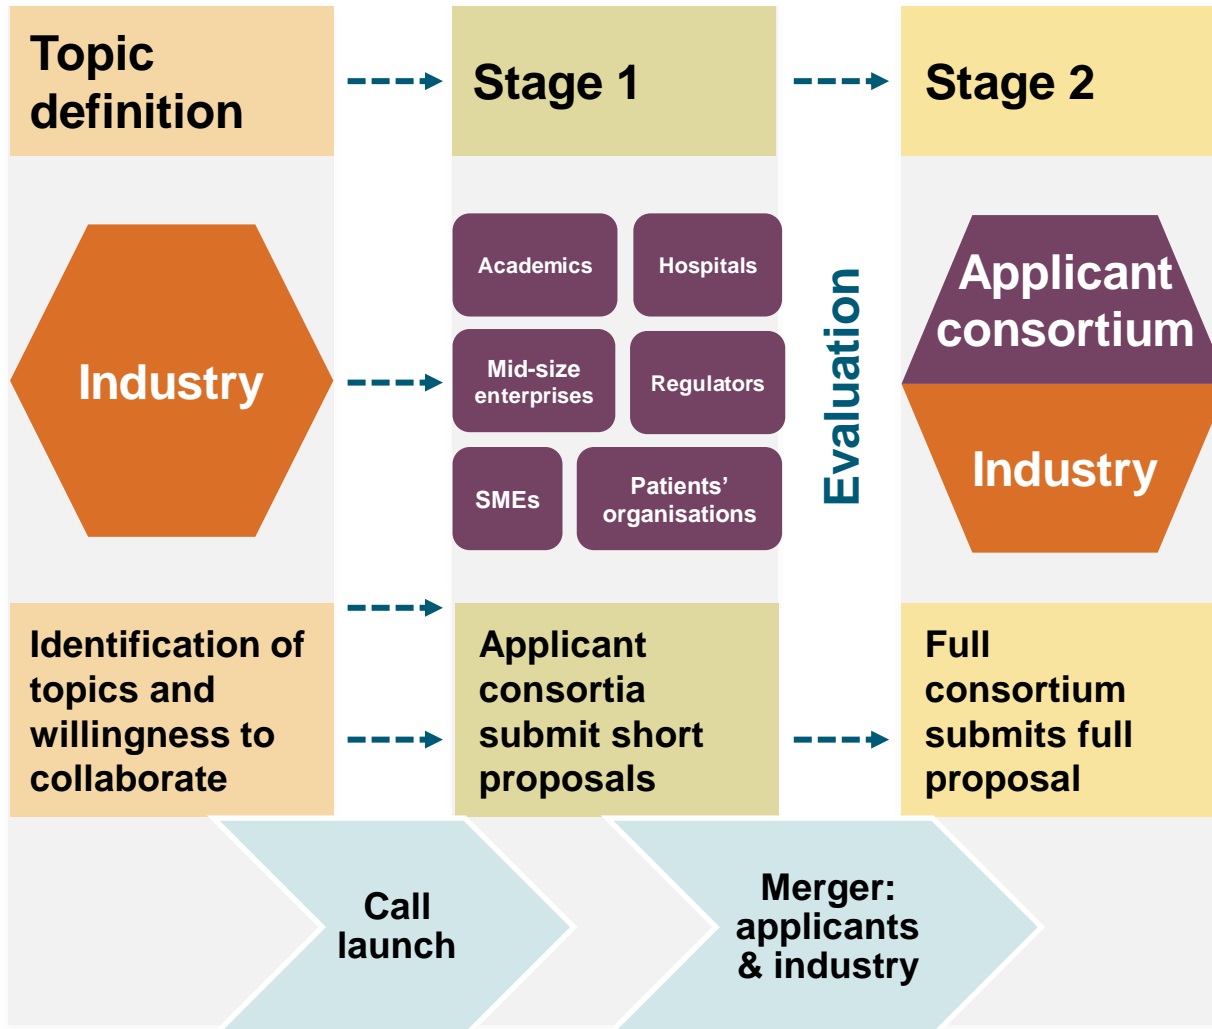 Topic
definition
Stage 1
Stage 2
Industry
Academics
Hospitals
Mid-size
enterprises
Regulators
SMEs
Patients’
organisations
Evaluation
Applicant
consortium
Industry
Identification of
topics and
willingness to
collaborate
Applicant
consortia
submit short
proposals
Full
consortium
submits full
proposal
Call
launch
Merger:
applicants
& industry